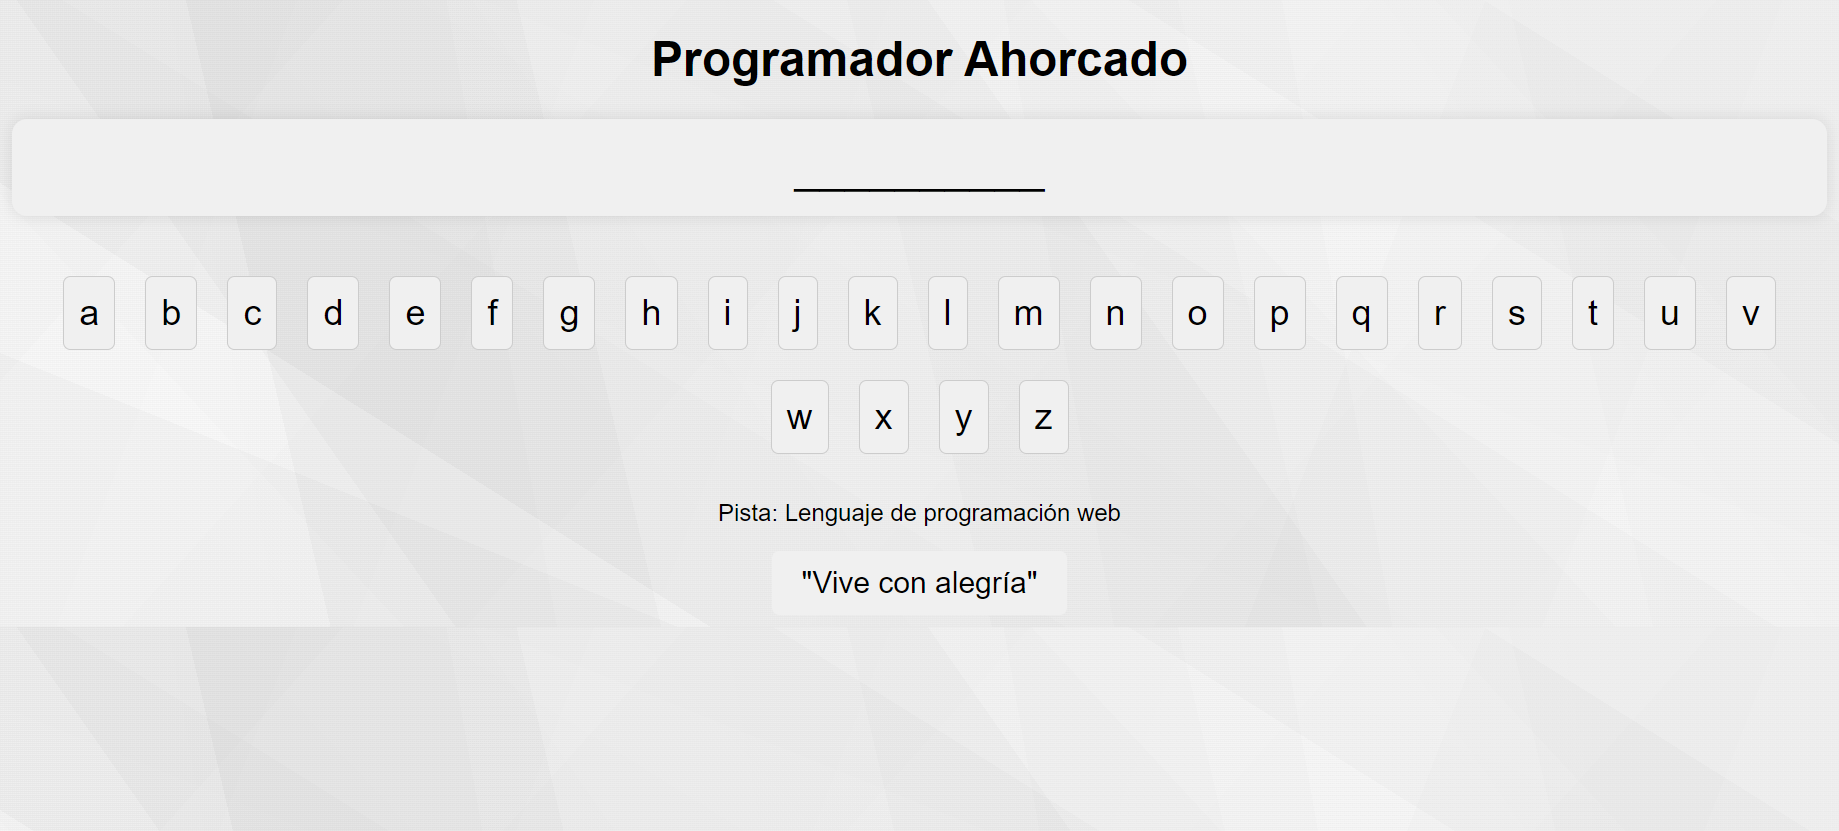 Programador Ahorcado
__________
a b c d e f g h i j k l m n o p q r s t u v
w x y z
Pista: Lenguaje de programación web
"Vive con alegría"